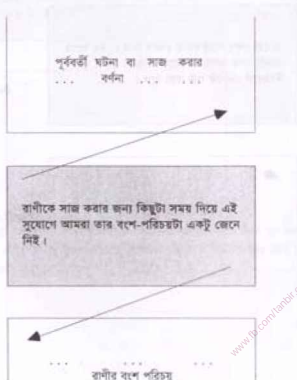 পূর্ববর্তী ঘটনা বা সাজ করার
... বর্ণনা ... ...
রাণীকে সাজ করার জন্য কিছুটা সময় দিয়ে এই
সুযোগে আমরা তার বংশ-পরিচয়টা একটু জেনে
নিই।
... ... ...
রাণীর বংশ পরিচয়